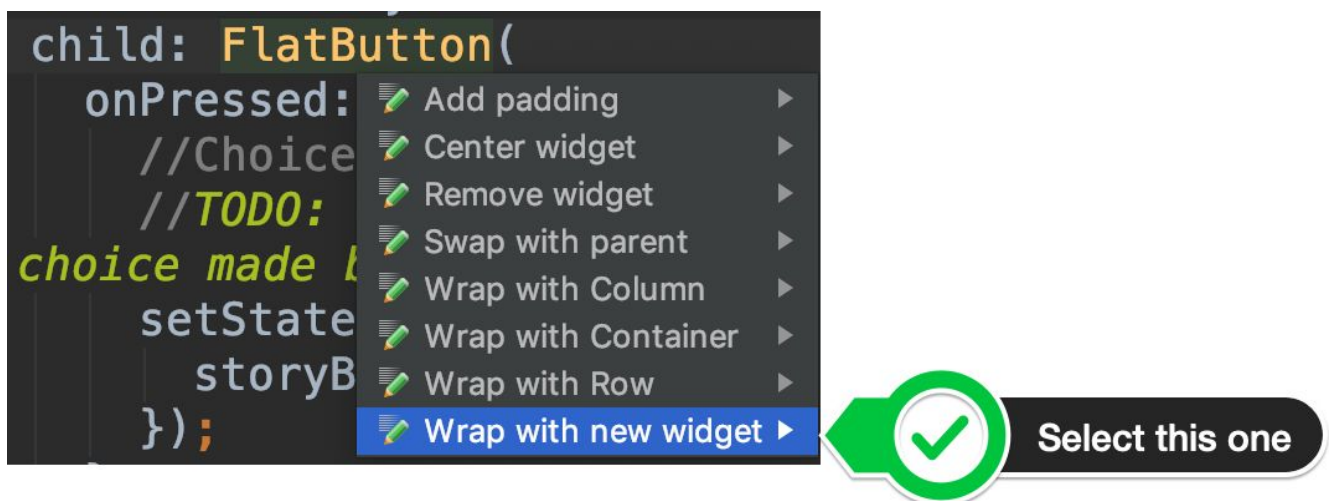 child: FlatButton(
onPressed:
//Choice
//TODO:
choice made b
setState
storyB
});
Add padding
Center widget
Remove widget
Swap with parent
Wrap with Column
Wrap with Container
Wrap with Row
Wrap with new widget
Select this one